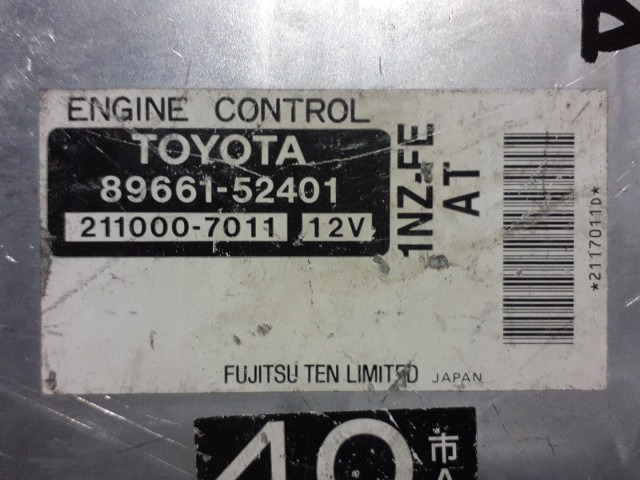 ENGINE CONTROL
TOYOTA
89661-52401
211000-7011 12V
1NZ-FE
AT
*2117011D*
FUJITSU TEN LIMITED JAPAN
市